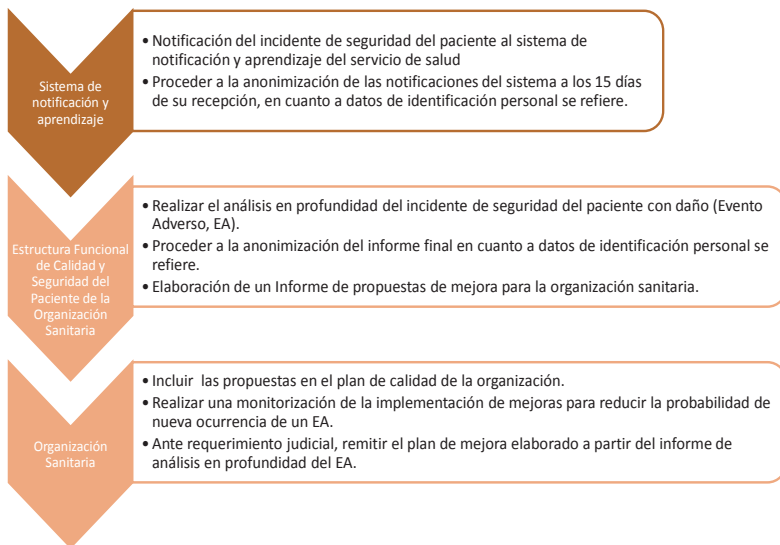 Sistema de
notificación y
aprendizaje
• Notificación del incidente de seguridad del paciente al sistema de
notificación y aprendizaje del servicio de salud
• Proceder a la anonimización de las notificaciones del sistema a los 15 días
de su recepción, en cuanto a datos de identificación personal se refiere.
Estructura Funcional
de Calidad y
Seguridad del
Paciente de la
Organización
Sanitaria
• Realizar el análisis en profundidad del incidente de seguridad del paciente con daño (Evento
Adverso, EA).
• Proceder a la anonimización del informe final en cuanto a datos de identificación personal se
refiere.
• Elaboración de un Informe de propuestas de mejora para la organización sanitaria.
Organización
Sanitaria
• Incluir las propuestas en el plan de calidad de la organización.
• Realizar una monitorización de la implementación de mejoras para reducir la probabilidad de
nueva ocurrencia de un EA.
• Ante requerimiento judicial, remitir el plan de mejora elaborado a partir del informe de
análisis en profundidad del EA.